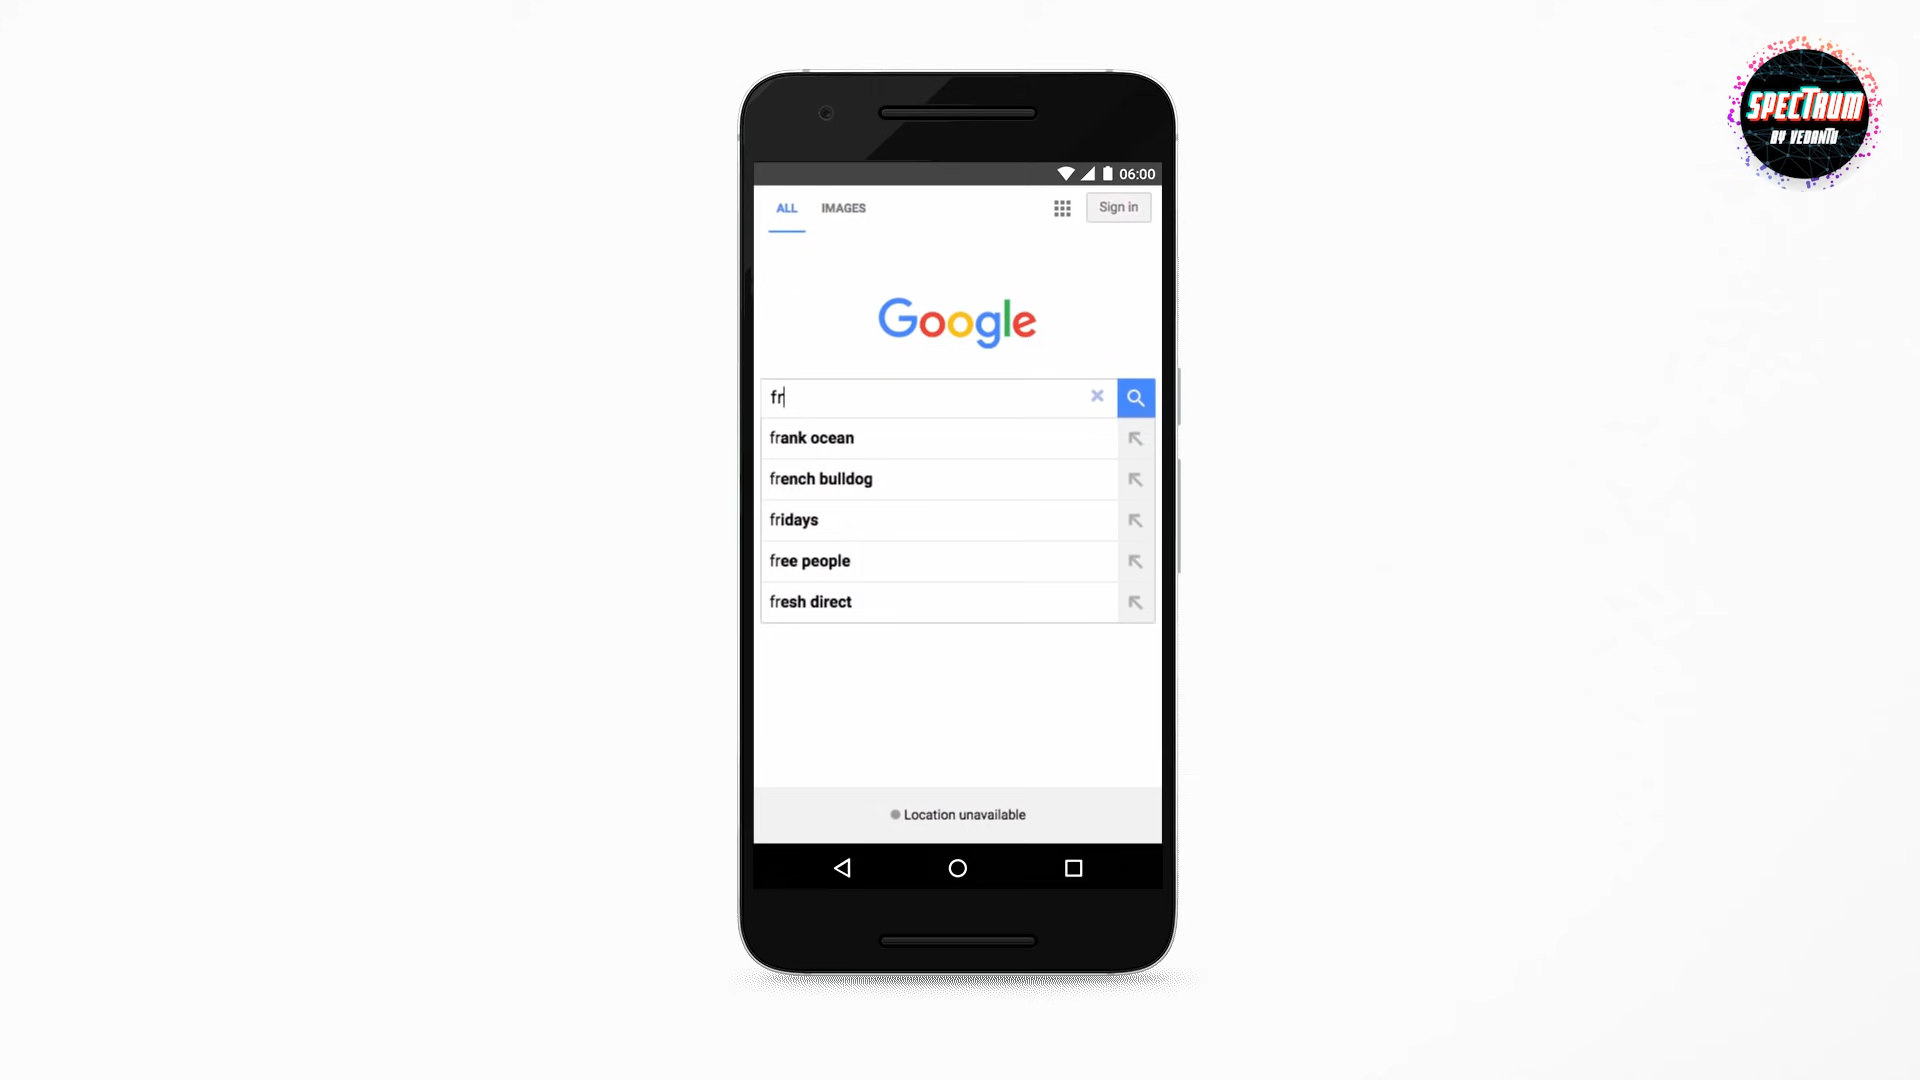 SPECTRUM
BY VEDANTU
06:00
ALL IMAGES Sign in
Google
fr
frank ocean
french bulldog
fridays
free people
fresh direct
Location unavailable